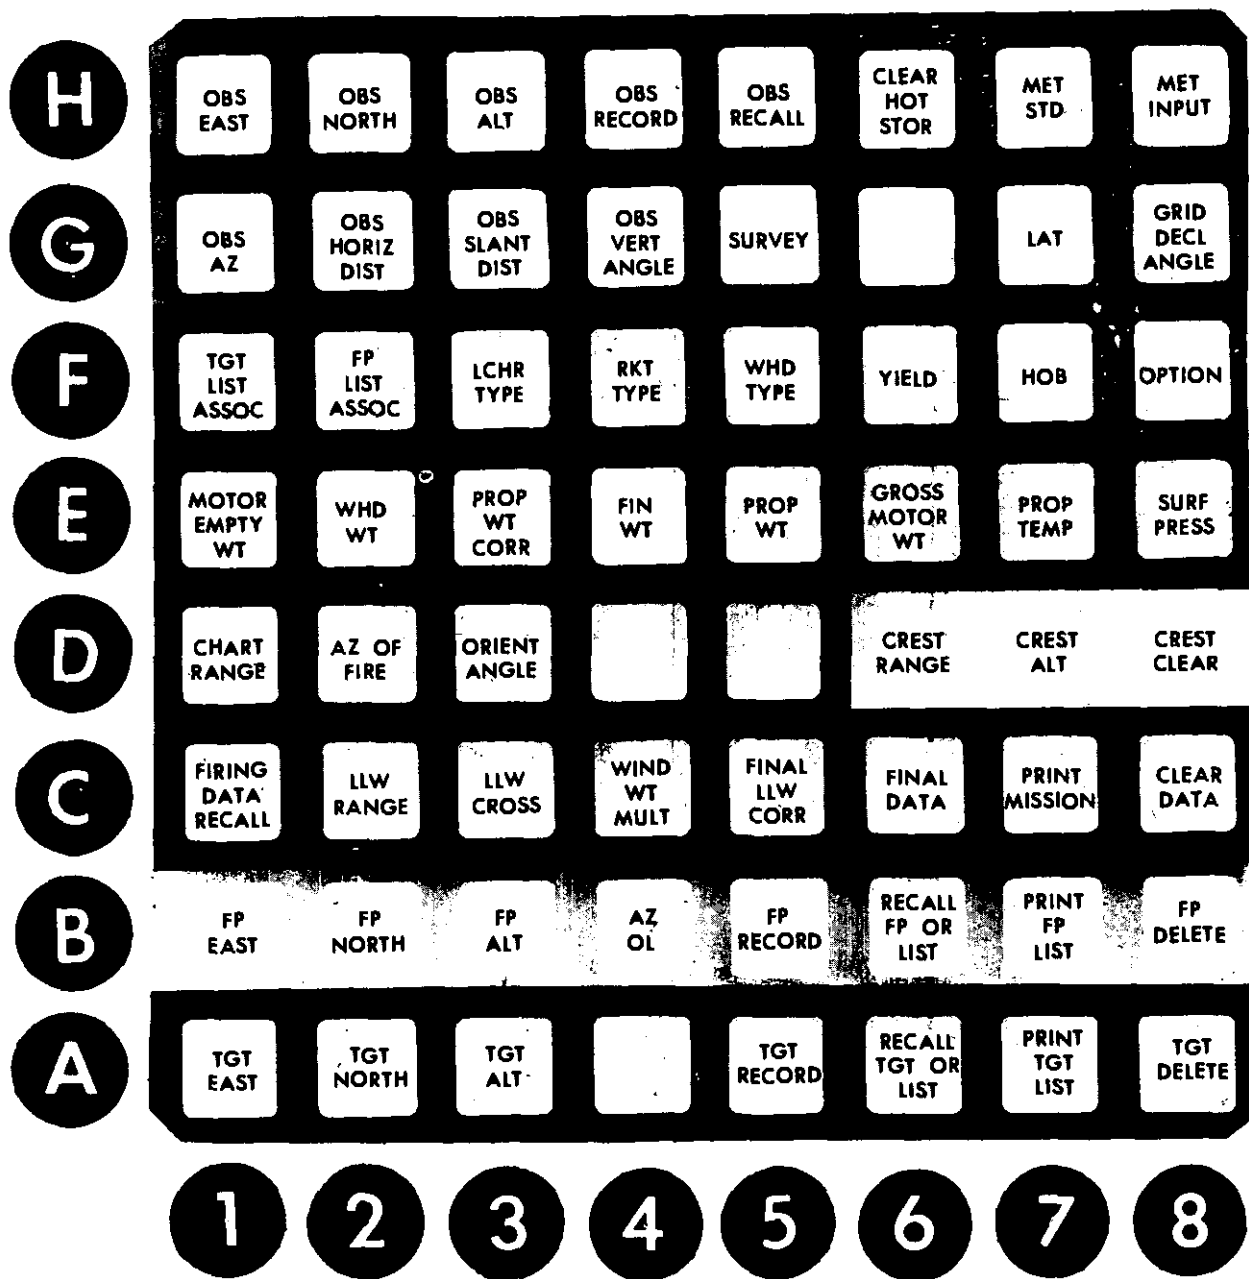 H
OBS EAST
OBS NORTH
OBS ALT
OBS RECORD
OBS RECALL
CLEAR HOT STOR
MET STD
MET INPUT
G
OBS AZ
OBS HORIZ DIST
OBS SLANT DIST
OBS VERT ANGLE
SURVEY
LAT
GRID DECL ANGLE
F
TGT LIST ASSOC
FP LIST ASSOC
LCHR TYPE
RKT TYPE
WHD TYPE
YIELD
HOB
OPTION
E
MOTOR EMPTY WT
WHD WT
PROP WT CORR
FIN WT
PROP WT
GROSS MOTOR WT
PROP TEMP
SURF PRESS
D
CHART RANGE
AZ OF FIRE
ORIENT ANGLE
CREST RANGE
CREST ALT
CREST CLEAR
C
FIRING DATA RECALL
LLW RANGE
LLW CROSS
WIND WT MULT
FINAL LLW CORR
FINAL DATA
PRINT MISSION
CLEAR DATA
B
FP EAST
FP NORTH
FP ALT
AZ OL
FP RECORD
RECALL FP OR LIST
PRINT FP LIST
FP DELETE
A
TGT EAST
TGT NORTH
TGT ALT
TGT RECORD
RECALL TGT OR LIST
PRINT TGT LIST
TGT DELETE
1 2 3 4 5 6 7 8